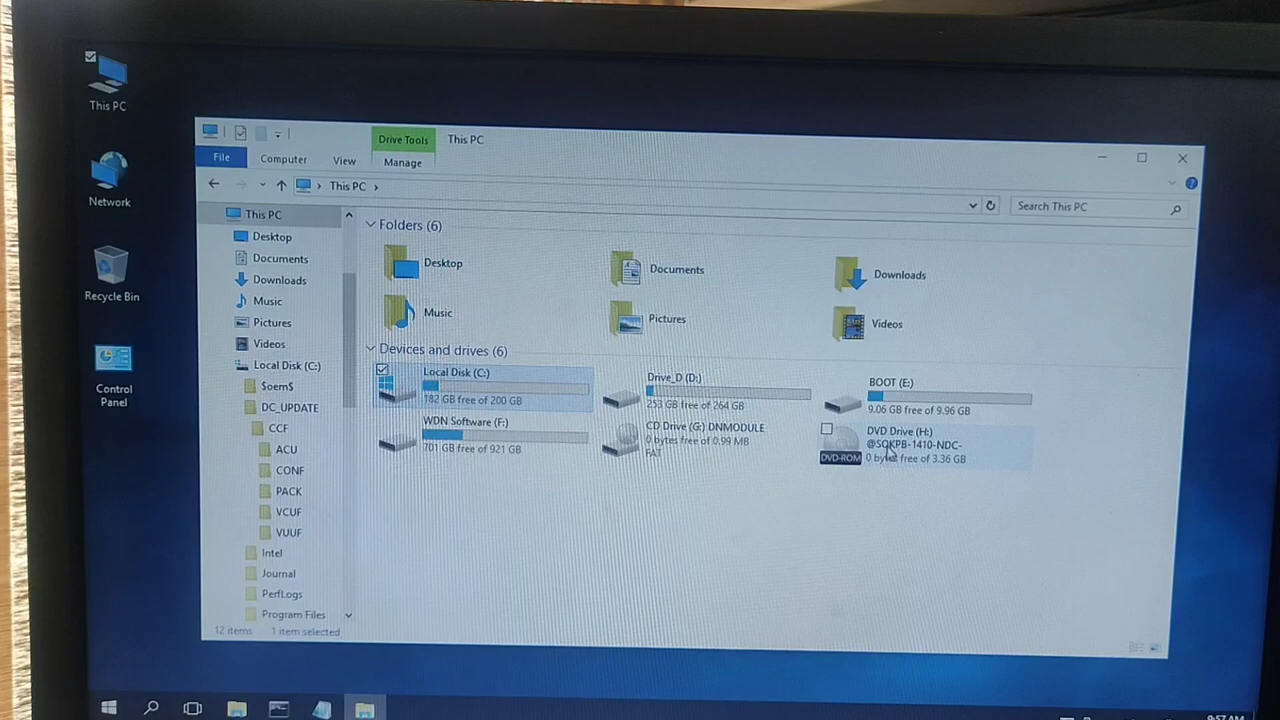 This PC
Network
Recycle Bin
Control
Panel
Drive Tools
This PC
File
Computer
View
Manage
This PC
Search This PC
This PC
Desktop
Documents
Downloads
Music
Pictures
Videos
Local Disk (C:)
$oem$
DC_UPDATE
CCF
ACU
CONF
PACK
VCUF
VUUF
Intel
Journal
PerfLogs
Program Files
Folders (6)
Desktop
Documents
Downloads
Music
Pictures
Videos
Devices and drives (6)
Local Disk (C:)
182 GB free of 200 GB
Drive_D (D:)
253 GB free of 264 GB
BOOT (E:)
9.06 GB free of 9.96 GB
WDN Software (F:)
701 GB free of 921 GB
CD Drive (G:) DNMODULE
0 bytes free of 0.99 MB
FAT
DVD-ROM
DVD Drive (H:)
@SQKPB-1410-NDC-
0 bytes free of 3.36 GB
12 items
1 item selected
9:57 AM